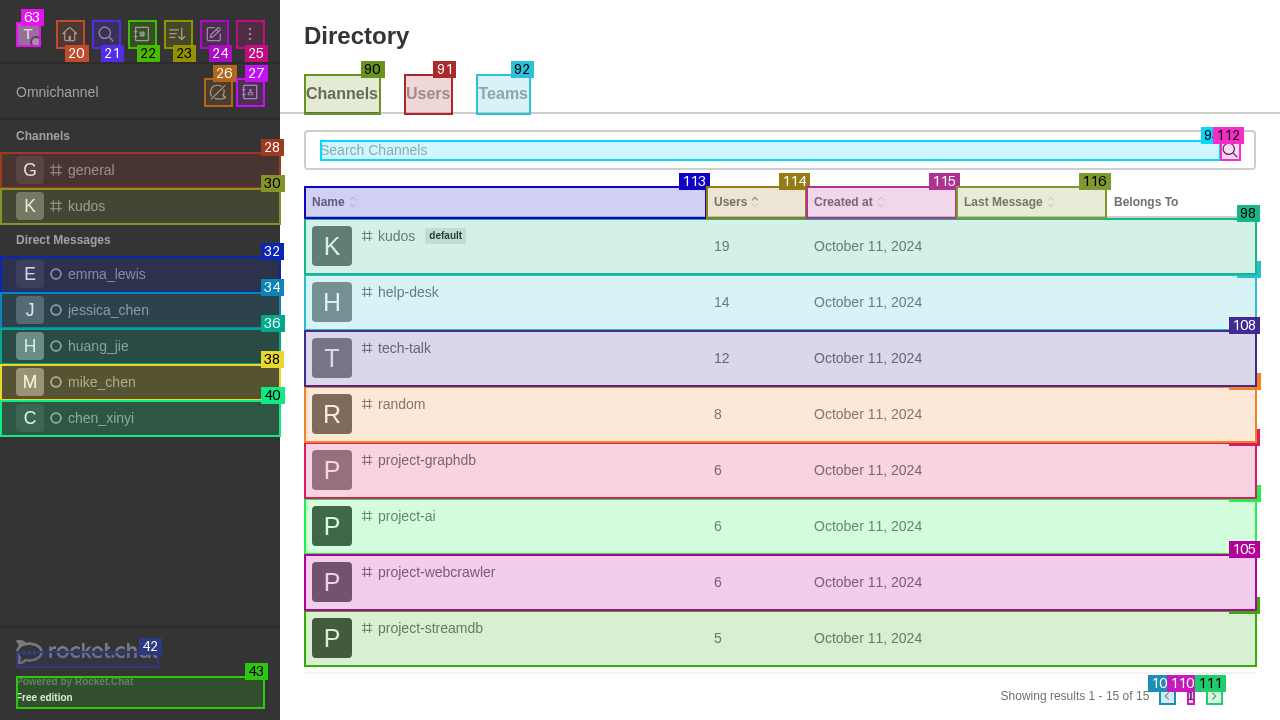 63
T
20
21
22
23
24
25
26
27
Omnichannel
Channels
28
G general
30
kudos
Direct Messages
32
E emma_lewis
34
J jessica_chen
36
H huang_jie
38
M mike_chen
40
C chen_xinyi
42
rocket.chat
43
Powered by Rocket.Chat
Free edition
Directory
90
91
92
Channels
Users
Teams
112
Search Channels
113
114
115
116
Name
Users
Created at
Last Message
Belongs To
98
K kudos default
19
October 11, 2024
H help-desk
14
October 11, 2024
108
T tech-talk
12
October 11, 2024
R random
8
October 11, 2024
P project-graphdb
6
October 11, 2024
P project-ai
6
October 11, 2024
105
P project-webcrawler
6
October 11, 2024
P project-streamdb
5
October 11, 2024
110
111
Showing results 1 - 15 of 15
1